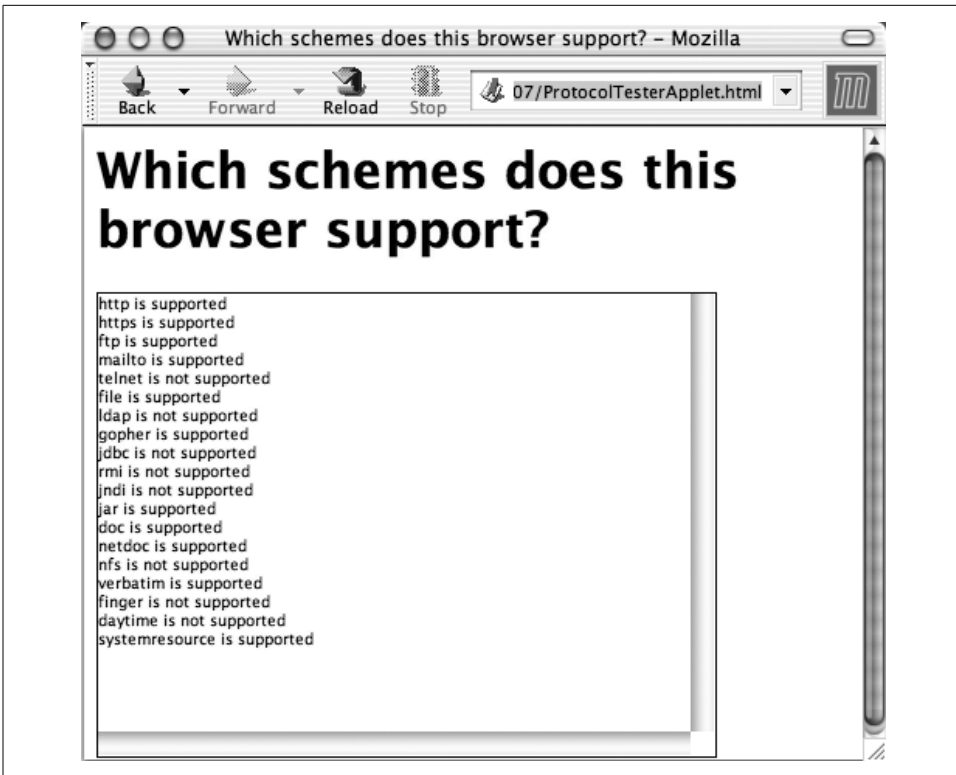 Which schemes does this browser support? – Mozilla
Back
Forward
Reload
Stop
07/ProtocolTesterApplet.html
Which schemes does this
browser support?
http is supported
https is supported
ftp is supported
mailto is supported
telnet is not supported
file is supported
ldap is not supported
gopher is supported
jdbc is not supported
rmi is not supported
jndi is not supported
jar is supported
doc is supported
netdoc is supported
nfs is not supported
verbatim is supported
finger is not supported
daytime is not supported
systemresource is supported